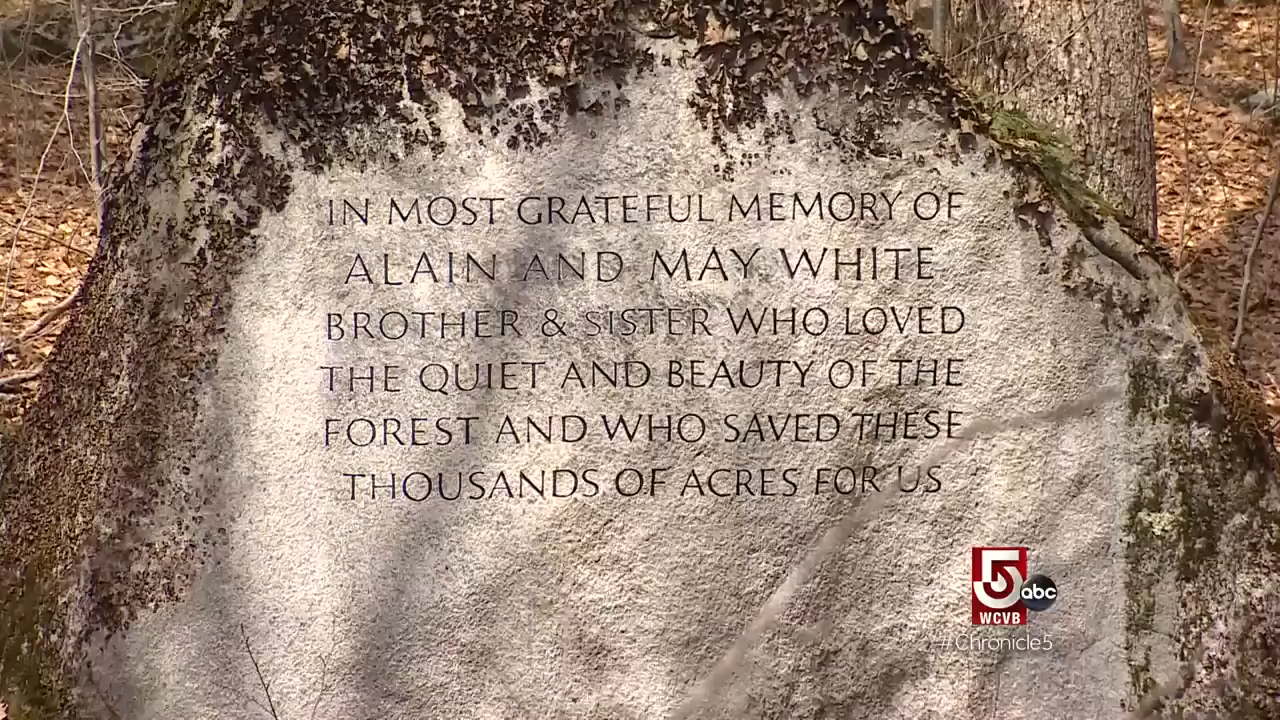 IN MOST GRATEFUL MEMORY OF
ALAIN AND MAY WHITE
BROTHER & SISTER WHO LOVED
THE QUIET AND BEAUTY OF THE
FOREST AND WHO SAVED THESE
THOUSANDS OF ACRES FOR US
5 abc
WCVB
#Chronicle5